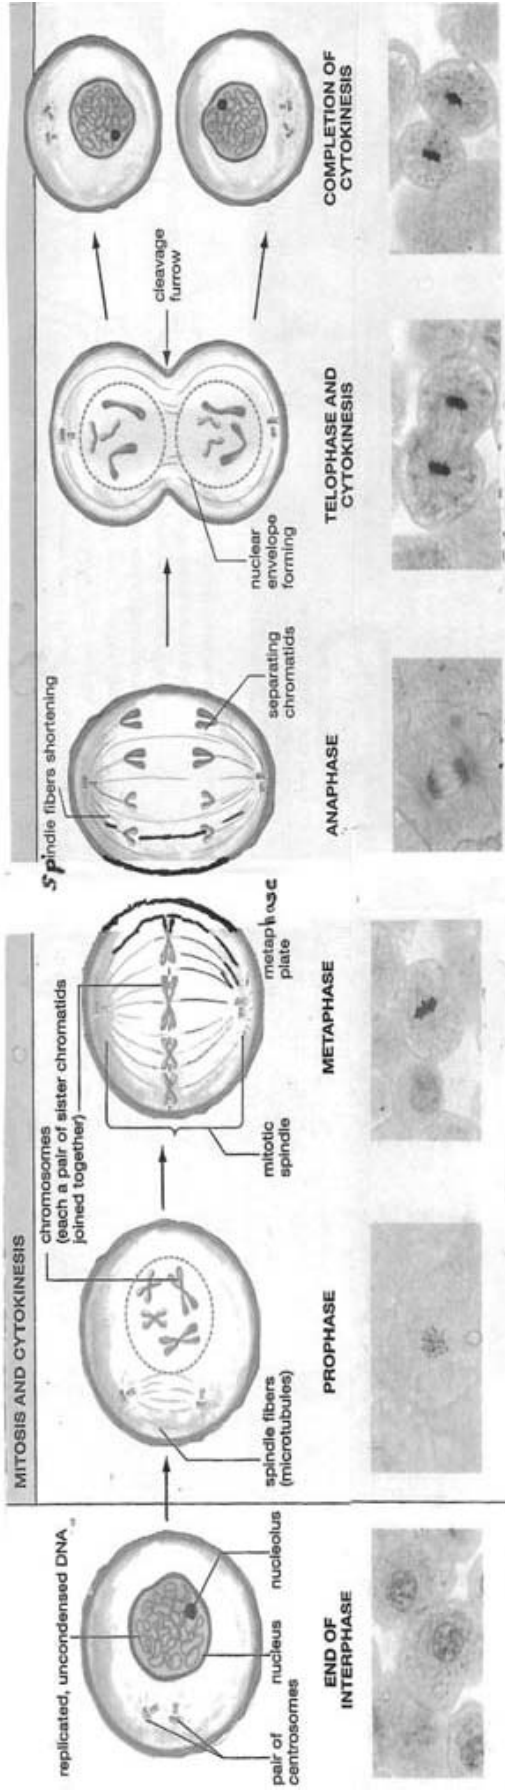 MITOSIS AND CYTOKINESIS
replicated, uncondensed DNA
pair of
centrosomes
nucleus
nucleolus
END OF
INTERPHASE
chromosomes
(each a pair of sister chromatids
joined together)
spindle fibers
(microtubules)
PROPHASE
mitotic
spindle
metaphase
plate
METAPHASE
spindle fibers shortening
separating
chromatids
ANAPHASE
nuclear
envelope
forming
cleavage
furrow
TELOPHASE AND
CYTOKINESIS
COMPLETION OF
CYTOKINESIS